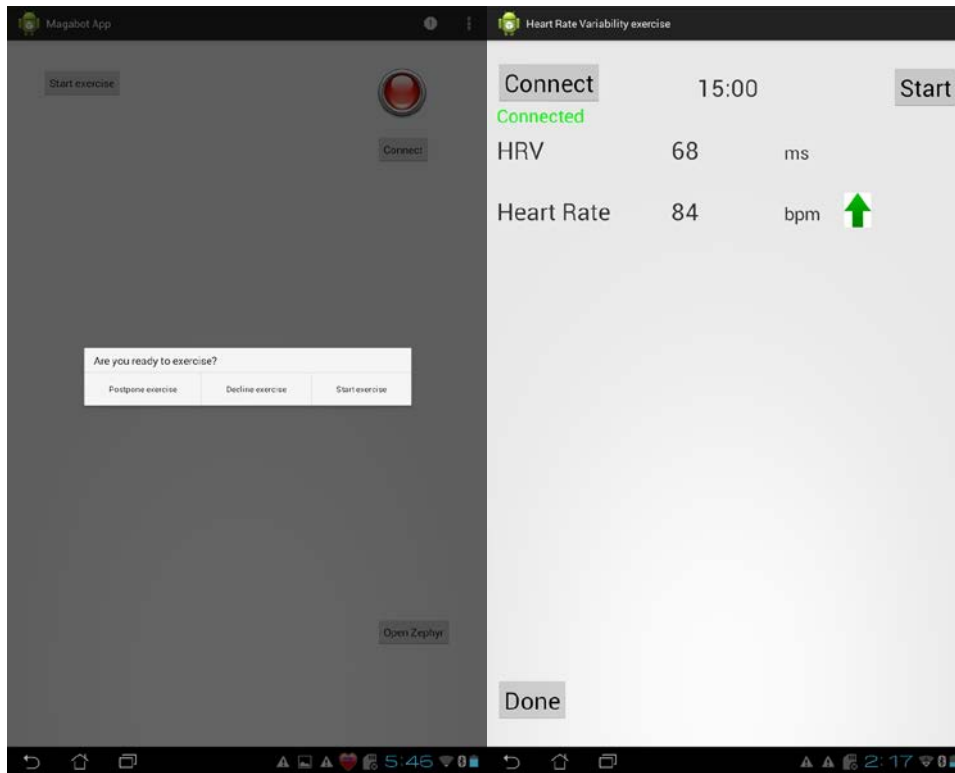 Magabot App
Start exercise
Connect
Are you ready to exercise?
Postpone exercise Decline exercise Start exercise
Open Zephyr
5:46
Heart Rate Variability exercise
Connect 15:00 Start
Connected
HRV 68 ms
Heart Rate 84 bpm
Done
2:17